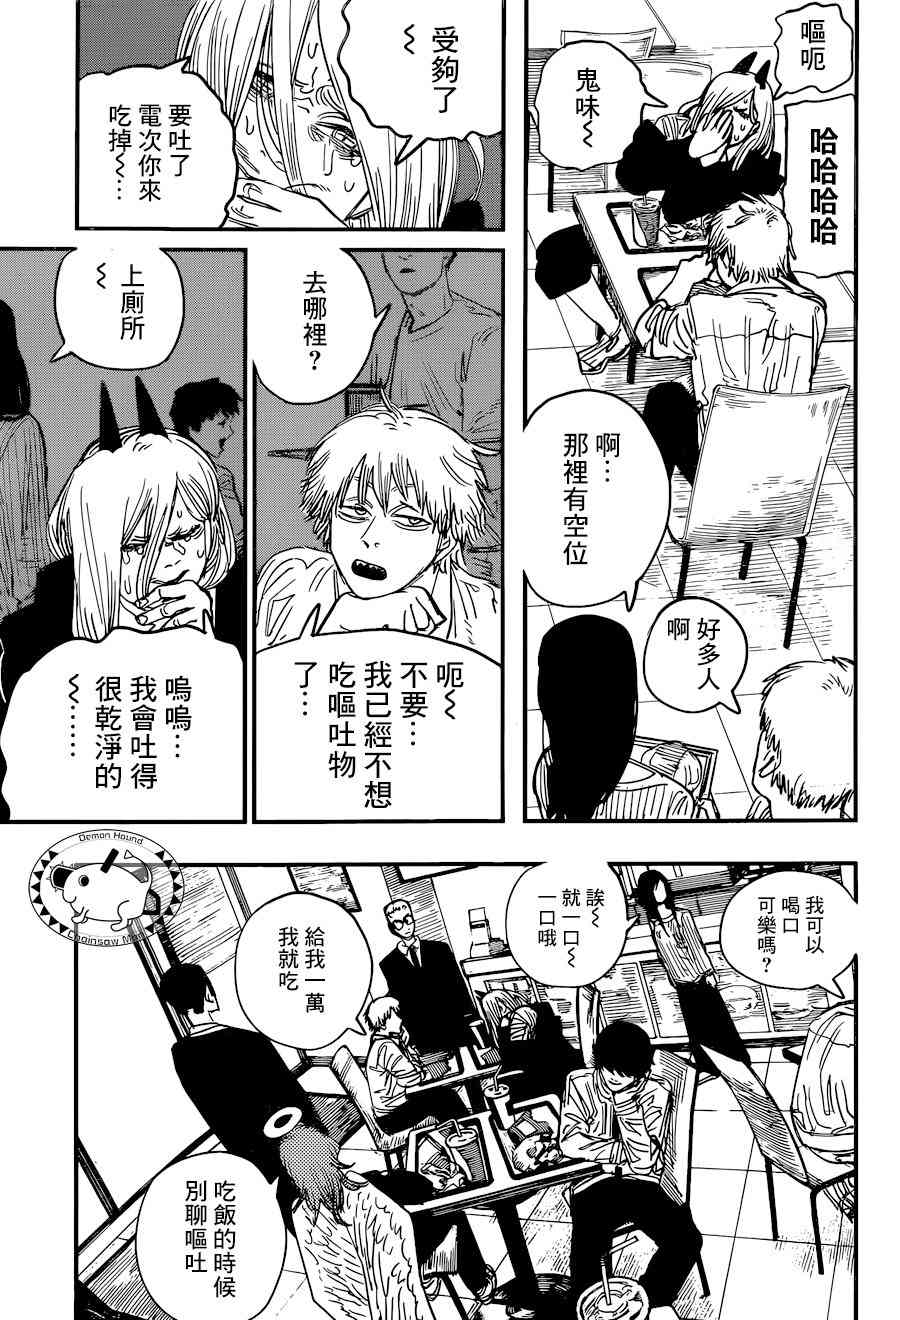 嘔呃
鬼味～
哈哈哈哈
啊…
那裡有空位
好多人
啊
受夠了
～
要吐了
電次你來
吃掉～…
去哪裡?
呃～
不要…
我已經不想
吃嘔吐物
了…
上廁所
～
嗚嗚…
我會吐得
很乾淨的
～……
我可以
喝口
可樂嗎?
誒～
就一口～
一口哦
給我一萬
我就吃
吃飯的時候
別聊嘔吐
Demon Hound
Chainsaw Man